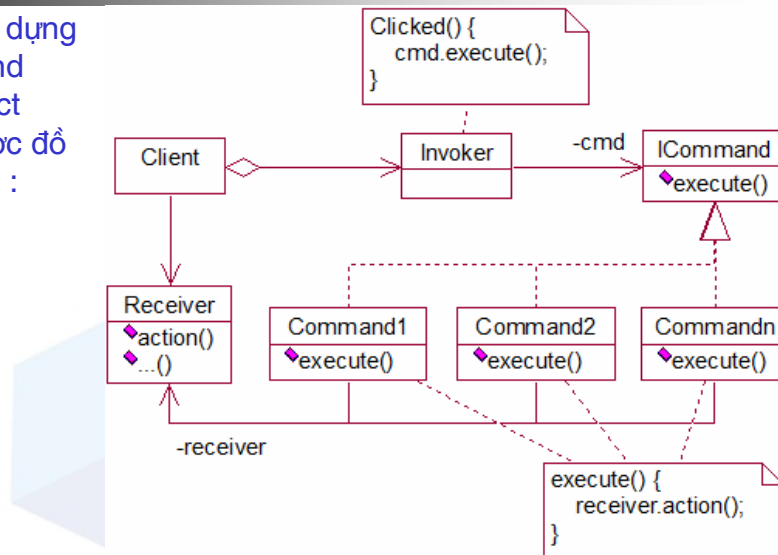 dựng
nd
ct
ợc đồ
:
Clicked() {
cmd.execute();
}
Client
Invoker
-cmd
ICommand
execute()
Receiver
action()
...()
Command1
execute()
Command2
execute()
Commandn
execute()
-receiver
execute() {
receiver.action();
}